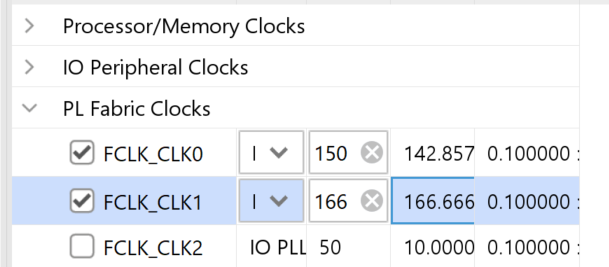 Processor/Memory Clocks
IO Peripheral Clocks
PL Fabric Clocks
FCLK_CLK0 I 150 142.857 0.100000 :
FCLK_CLK1 I 166 166.666 0.100000 :
FCLK_CLK2 IO PLL 50 10.0000 0.100000 :